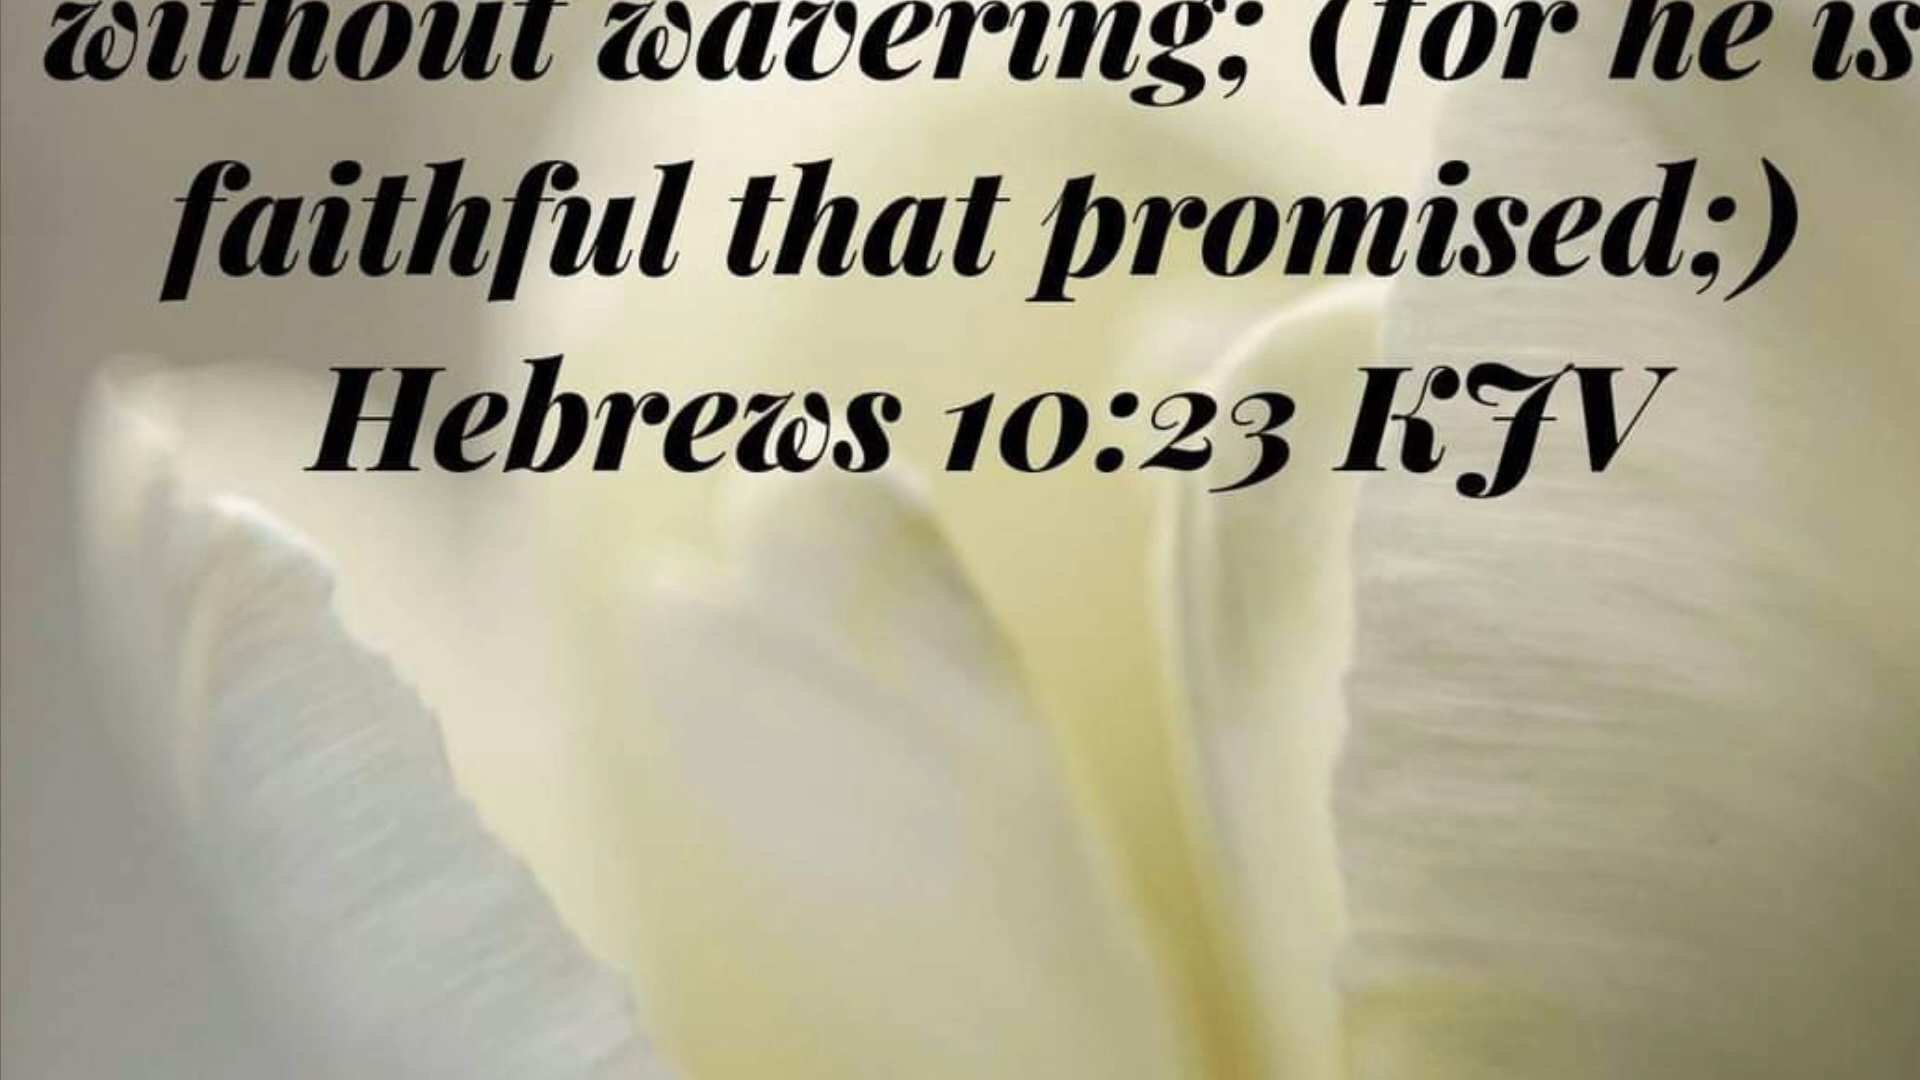 without wavering; (for he is
faithful that promised;)
Hebrews 10:23 KJV